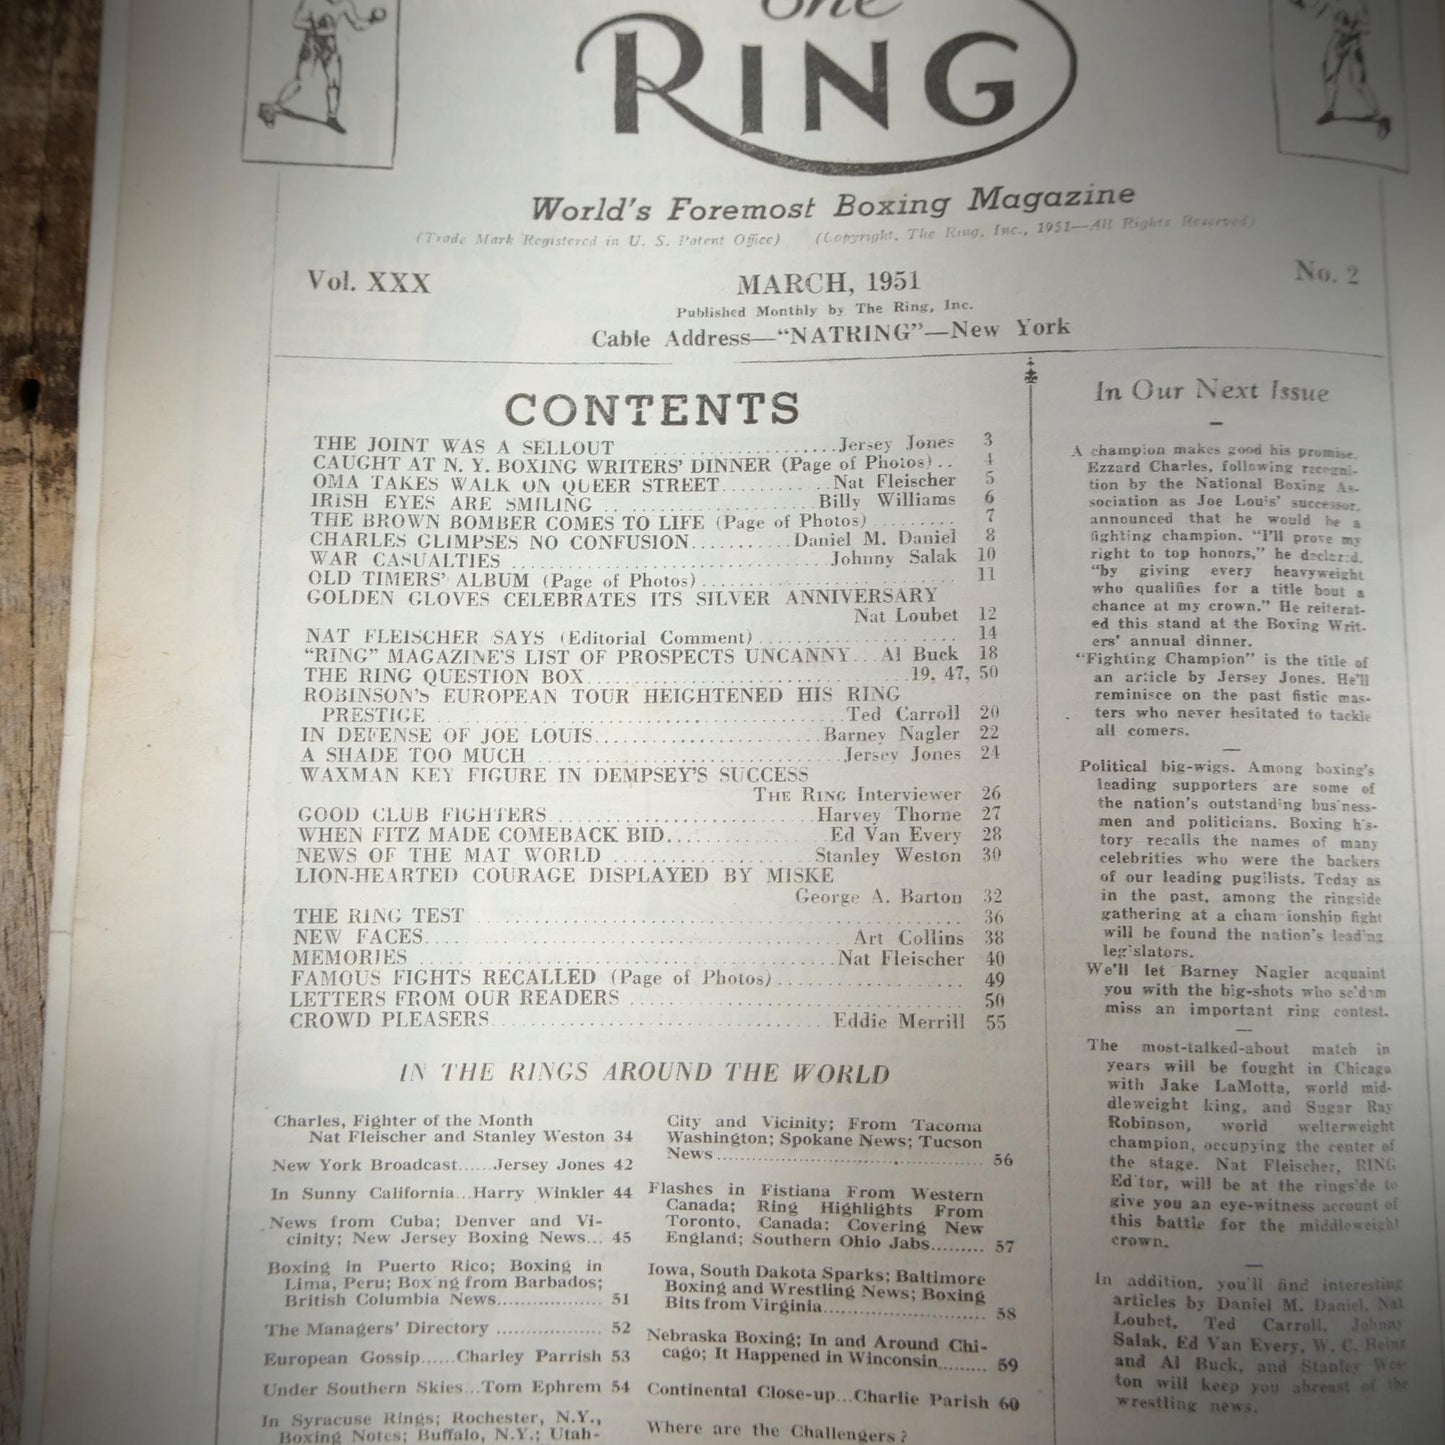 The
RING
World's Foremost Boxing Magazine
(Trade Mark Registered in U. S. Patent Office) (Copyright, The Ring, Inc., 1951—All Rights Reserved)
Vol. XXX MARCH, 1951 No. 2
Published Monthly by The Ring, Inc.
Cable Address—"NATRING"—New York
CONTENTS
THE JOINT WAS A SELLOUT ....................Jersey Jones 3
CAUGHT AT N. Y. BOXING WRITERS' DINNER (Page of Photos) .. 4
OMA TAKES WALK ON QUEER STREET............Nat Fleischer 5
IRISH EYES ARE SMILING ......................Billy Williams 6
THE BROWN BOMBER COMES TO LIFE (Page of Photos) ......... 7
CHARLES GLIMPSES NO CONFUSION...........Daniel M. Daniel 8
WAR CASUALTIES ..................................Johnny Salak 10
OLD TIMERS' ALBUM (Page of Photos) ........................... 11
GOLDEN GLOVES CELEBRATES ITS SILVER ANNIVERSARY
Nat Loubet 12
NAT FLEISCHER SAYS (Editorial Comment) .................... 14
"RING" MAGAZINE'S LIST OF PROSPECTS UNCANNY...Al Buck 18
THE RING QUESTION BOX.................................19, 47, 50
ROBINSON'S EUROPEAN TOUR HEIGHTENED HIS RING
PRESTIGE ..........................................Ted Carroll 20
IN DEFENSE OF JOE LOUIS.......................Barney Nagler 22
A SHADE TOO MUCH ...............................Jersey Jones 24
WAXMAN KEY FIGURE IN DEMPSEY'S SUCCESS
THE RING Interviewer 26
GOOD CLUB FIGHTERS ..........................Harvey Thorne 27
WHEN FITZ MADE COMEBACK BID................Ed Van Every 28
NEWS OF THE MAT WORLD ....................Stanley Weston 30
LION-HEARTED COURAGE DISPLAYED BY MISKE
George A. Barton 32
THE RING TEST .................................................. 36
NEW FACES..........................................Art Collins 38
MEMORIES ..........................................Nat Fleischer 40
FAMOUS FIGHTS RECALLED (Page of Photos)................... 49
LETTERS FROM OUR READERS ................................. 50
CROWD PLEASERS...................................Eddie Merrill 55
IN THE RINGS AROUND THE WORLD
Charles, Fighter of the Month
Nat Fleischer and Stanley Weston 34
New York Broadcast......Jersey Jones 42
In Sunny California...Harry Winkler 44
News from Cuba; Denver and Vi-
cinity; New Jersey Boxing News... 45
Boxing in Puerto Rico; Boxing in
Lima, Peru; Boxing from Barbados;
British Columbia News................. 51
The Managers' Directory ................. 52
European Gossip......Charley Parrish 53
Under Southern Skies...Tom Ephrem 54
In Syracuse Rings; Rochester, N.Y.,
Boxing Notes; Buffalo, N.Y.; Utah-
City and Vicinity; From Tacoma
Washington; Spokane News; Tucson
News.......................................... 56
Flashes in Fistiana From Western
Canada; Ring Highlights From
Toronto, Canada; Covering New
England; Southern Ohio Jabs......... 57
Iowa, South Dakota Sparks; Baltimore
Boxing and Wrestling News; Boxing
Bits from Virginia......................... 58
Nebraska Boxing; In and Around Chi-
cago; It Happened in Winconsin......... 59
Continental Close-up...Charlie Parish 60
Where are the Challengers?
In Our Next Issue
A champion makes good his promise.
Ezzard Charles, following recogni-
tion by the National Boxing As-
sociation as Joe Louis' successor,
announced that he would be a
fighting champion. "I'll prove my
right to top honors," he declared,
"by giving every heavyweight
who qualifies for a title bout a
chance at my crown." He reiterat-
ed this stand at the Boxing Writ-
ers' annual dinner.
"Fighting Champion" is the title of
an article by Jersey Jones. He'll
reminisce on the past fistic mas-
ters who never hesitated to tackle
all comers.
Political big-wigs. Among boxing's
leading supporters are some of
the nation's outstanding business-
men and politicians. Boxing his-
tory recalls the names of many
celebrities who were the backers
of our leading pugilists. Today as
in the past, among the ringside
gathering at a cham ionship fight
will be found the nation's leading
legislators.
We'll let Barney Nagler acquaint
you with the big-shots who seldom
miss an important ring contest.
The most-talked-about match in
years will be fought in Chicago
with Jake LaMotta, world mid-
dleweight king, and Sugar Ray
Robinson, world welterweight
champion, occupying the center of
the stage. Nat Fleischer, RING
Editor, will be at the ringside to
give you an eye-witness account of
this battle for the middleweight
crown.
In addition, you'll find interesting
articles by Daniel M. Daniel, Nat
Loubet, Ted Carroll, Johnny
Salak, Ed Van Every, W. C. Heinz
and Al Buck, and Stanley Wes-
ton will keep you abreast of the
wrestling news.